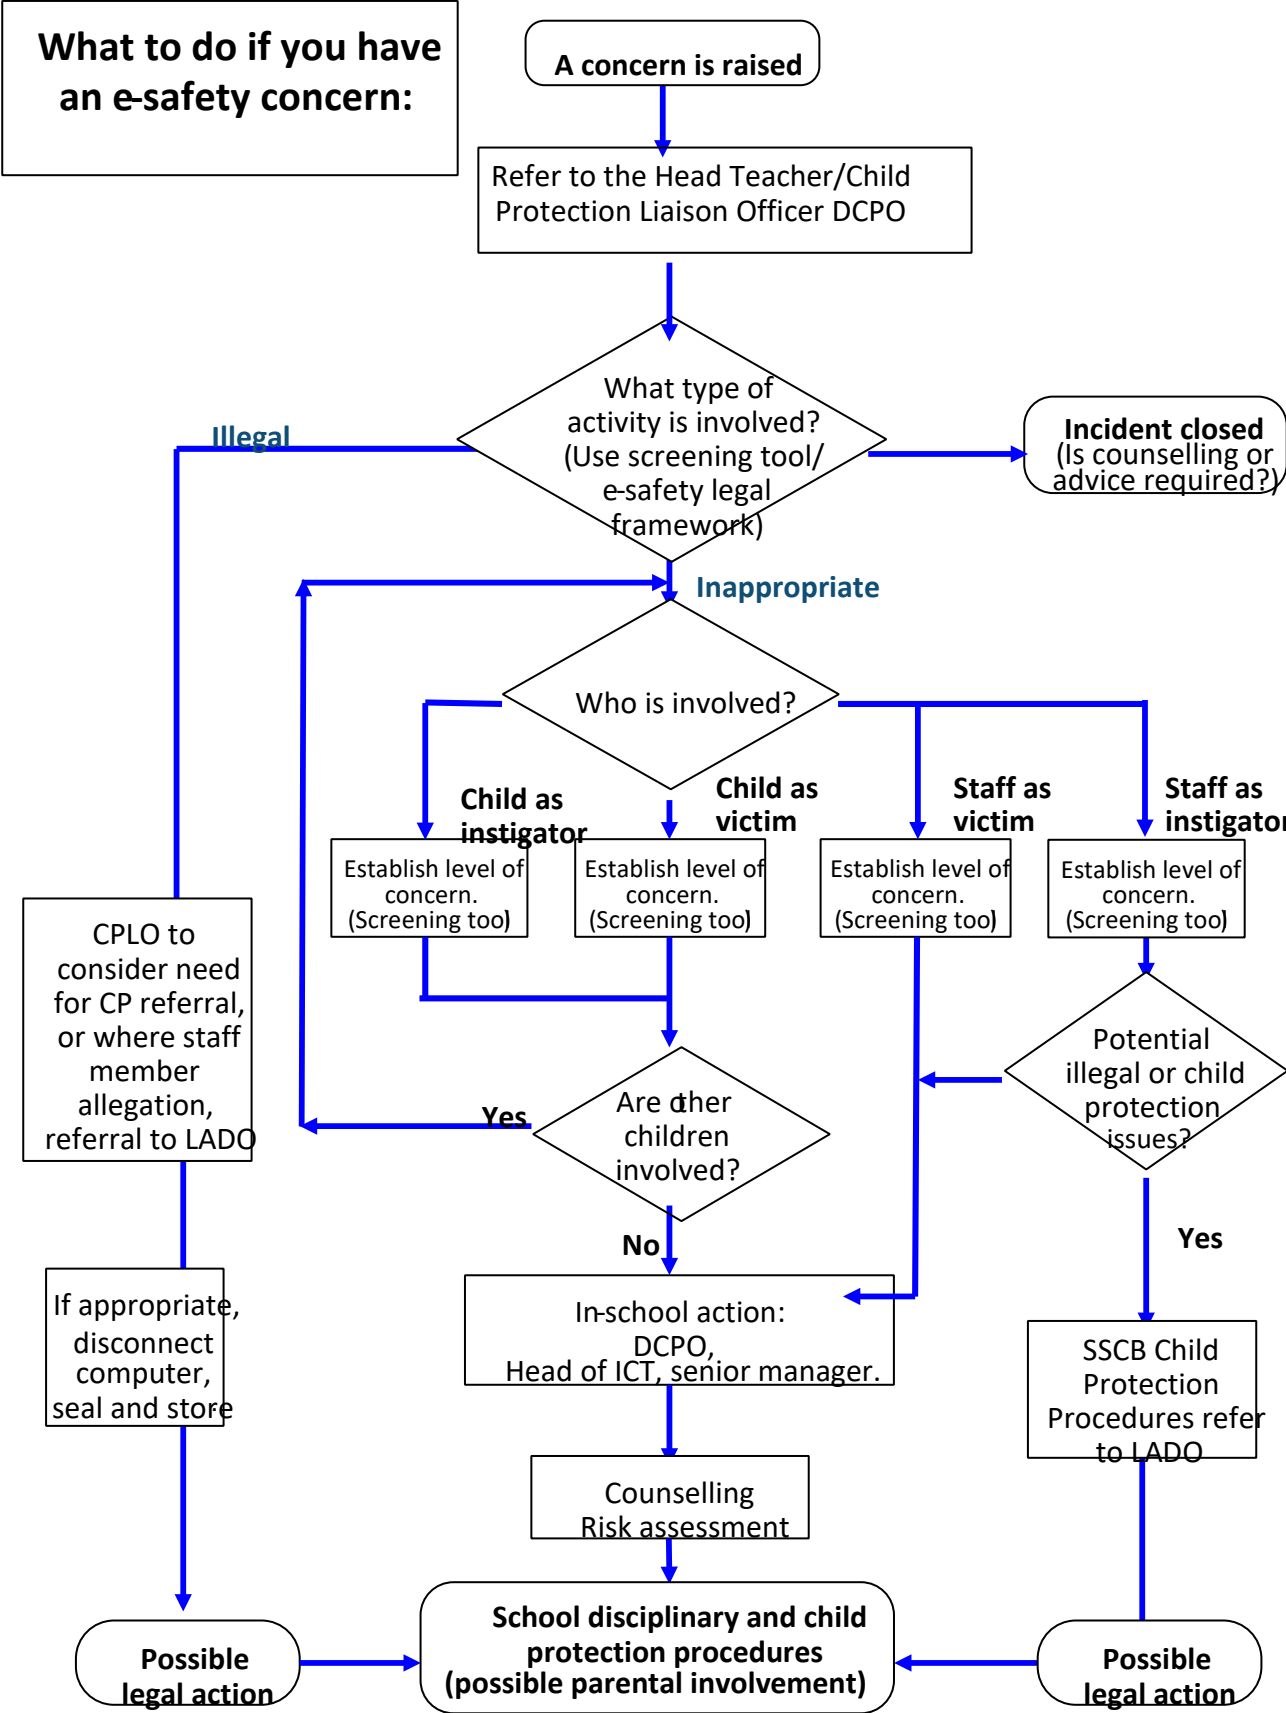 What to do if you have
an e-safety concern:
A concern is raised
Refer to the Head Teacher/Child
Protection Liaison Officer DCPO
What type of
activity is involved?
(Use screening tool/
e-safety legal
framework)
Illegal
Incident closed
(Is counselling or
advice required?)
Inappropriate
Who is involved?
Child as
instigator
Child as
victim
Staff as
victim
Staff as
instigator
Establish level of
concern.
(Screening tool)
Establish level of
concern.
(Screening tool)
Establish level of
concern.
(Screening tool)
Establish level of
concern.
(Screening tool)
CPLO to
consider need
for CP referral,
or where staff
member
allegation,
referral to LADO
Potential
illegal or child
protection
issues?
Yes
Are other
children
involved?
No
Yes
If appropriate,
disconnect
computer,
seal and store.
In-school action:
DCPO,
Head of ICT, senior manager.
SSCB Child
Protection
Procedures refer
to LADO
Counselling
Risk assessment
Possible
legal action
School disciplinary and child
protection procedures
(possible parental involvement)
Possible
legal action